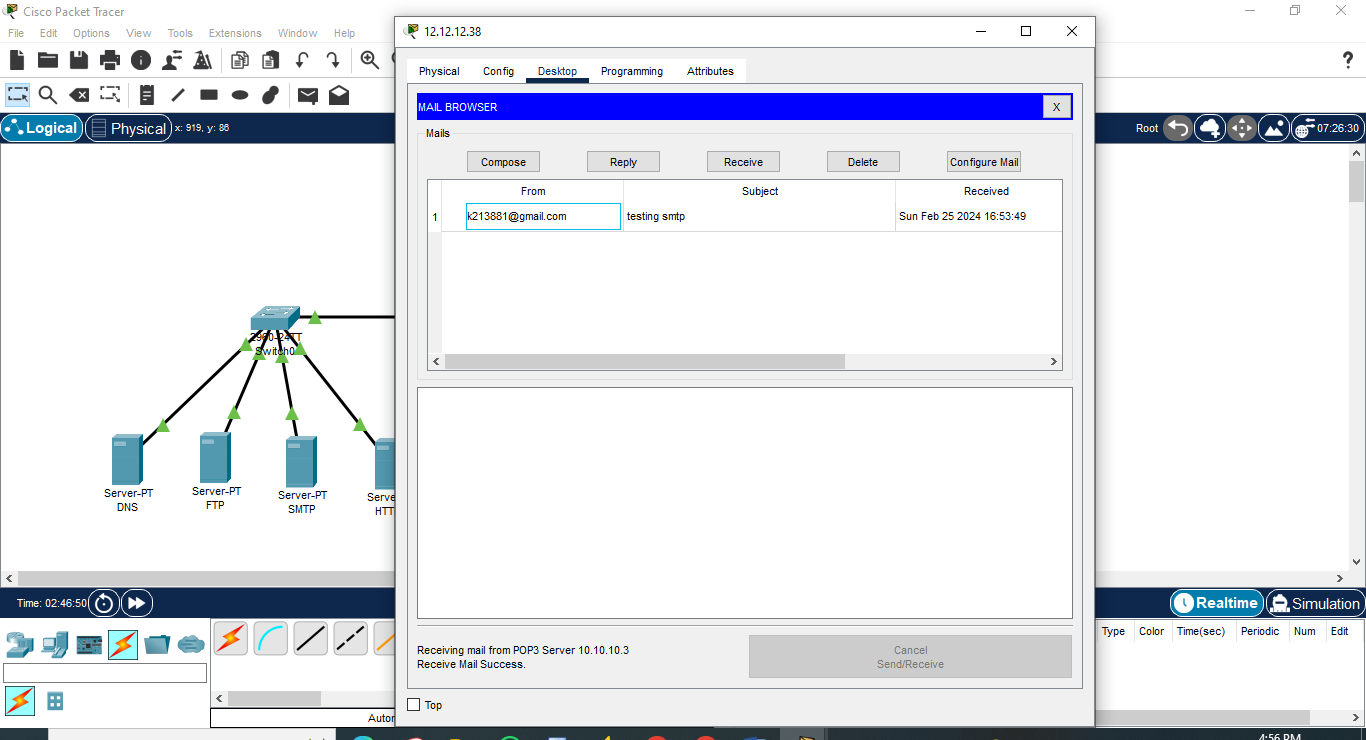 Cisco Packet Tracer
File Edit Options View Tools Extensions Window Help
Logical
Physical
x: 919, y: 86
Root
07:26:30
2960-24TT
Switch0
Server-PT
DNS
Server-PT
FTP
Server-PT
SMTP
Serve
HTT
12.12.12.38
Physical Config Desktop Programming Attributes
MAIL BROWSER
X
Mails
Compose Reply Receive Delete Configure Mail
From Subject Received
1 k213881@gmail.com testing smtp Sun Feb 25 2024 16:53:49
Receiving mail from POP3 Server 10.10.10.3
Receive Mail Success.
Cancel
Send/Receive
Top
Time: 02:46:50
Realtime
Simulation
Type Color Time(sec) Periodic Num Edit
Autor
4:56 PM